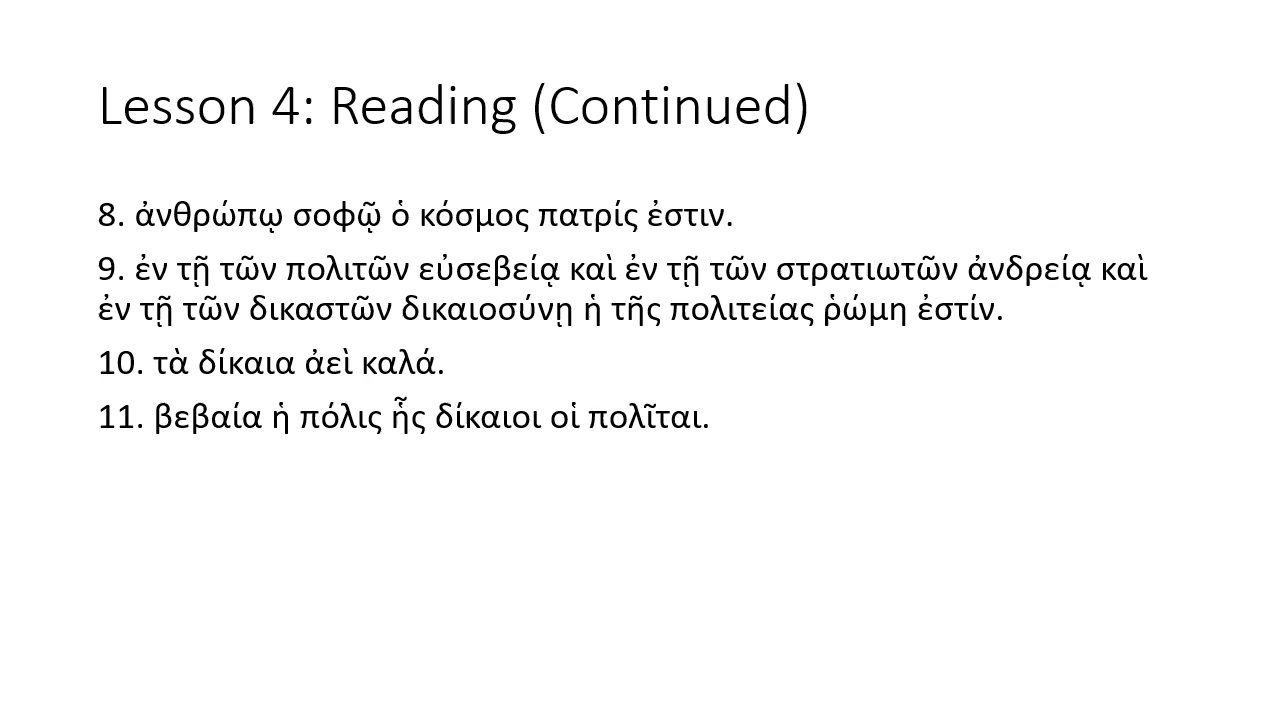 Lesson 4: Reading (Continued)
8. ἀνθρώπῳ σοφῷ ὁ κόσμος πατρίς ἐστιν.
9. ἐν τῇ τῶν πολιτῶν εὐσεβείᾳ καὶ ἐν τῇ τῶν στρατιωτῶν ἀνδρείᾳ καὶ
ἐν τῇ τῶν δικαστῶν δικαιοσύνῃ ἡ τῆς πολιτείας ῥώμη ἐστίν.
10. τὰ δίκαια ἀεὶ καλά.
11. βεβαία ἡ πόλις ἧς δίκαιοι οἱ πολῖται.